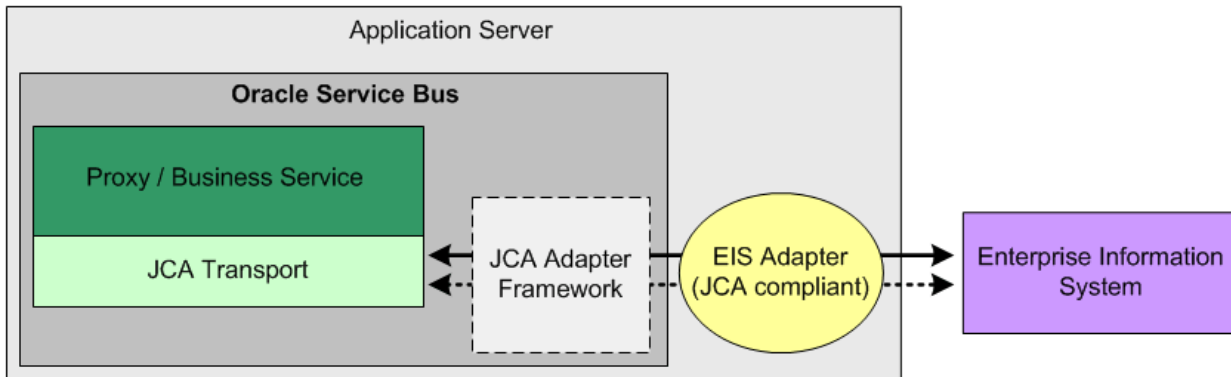 Application Server
Oracle Service Bus
Proxy / Business Service
JCA Transport
JCA Adapter
Framework
EIS Adapter
(JCA compliant)
Enterprise Information
System